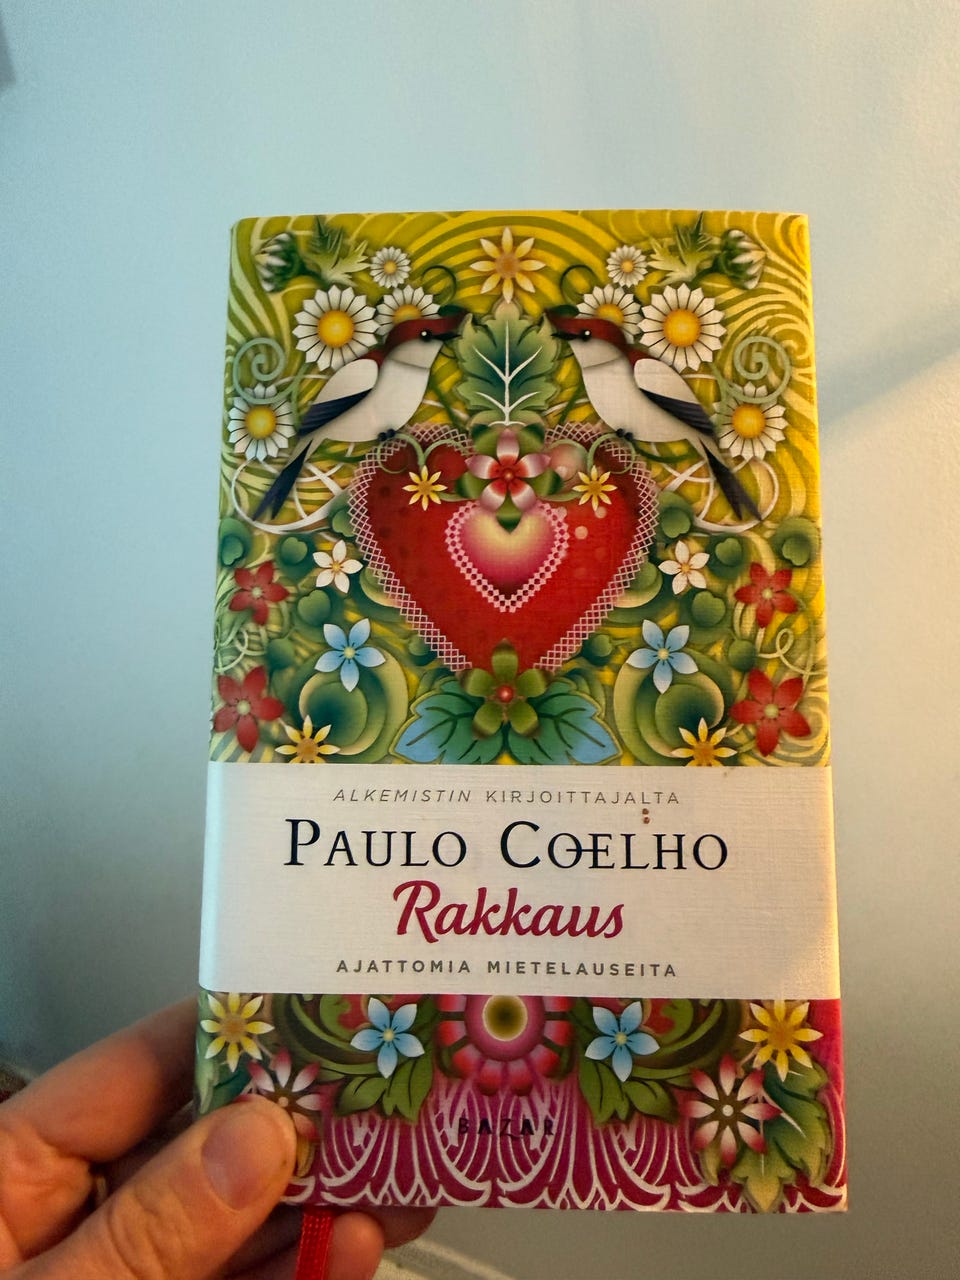 ALKEMISTIN KIRJOITTAJALTA
PAULO COELHO
Rakkaus
AJATTOMIA MIETELAUSEITA
BAZAR